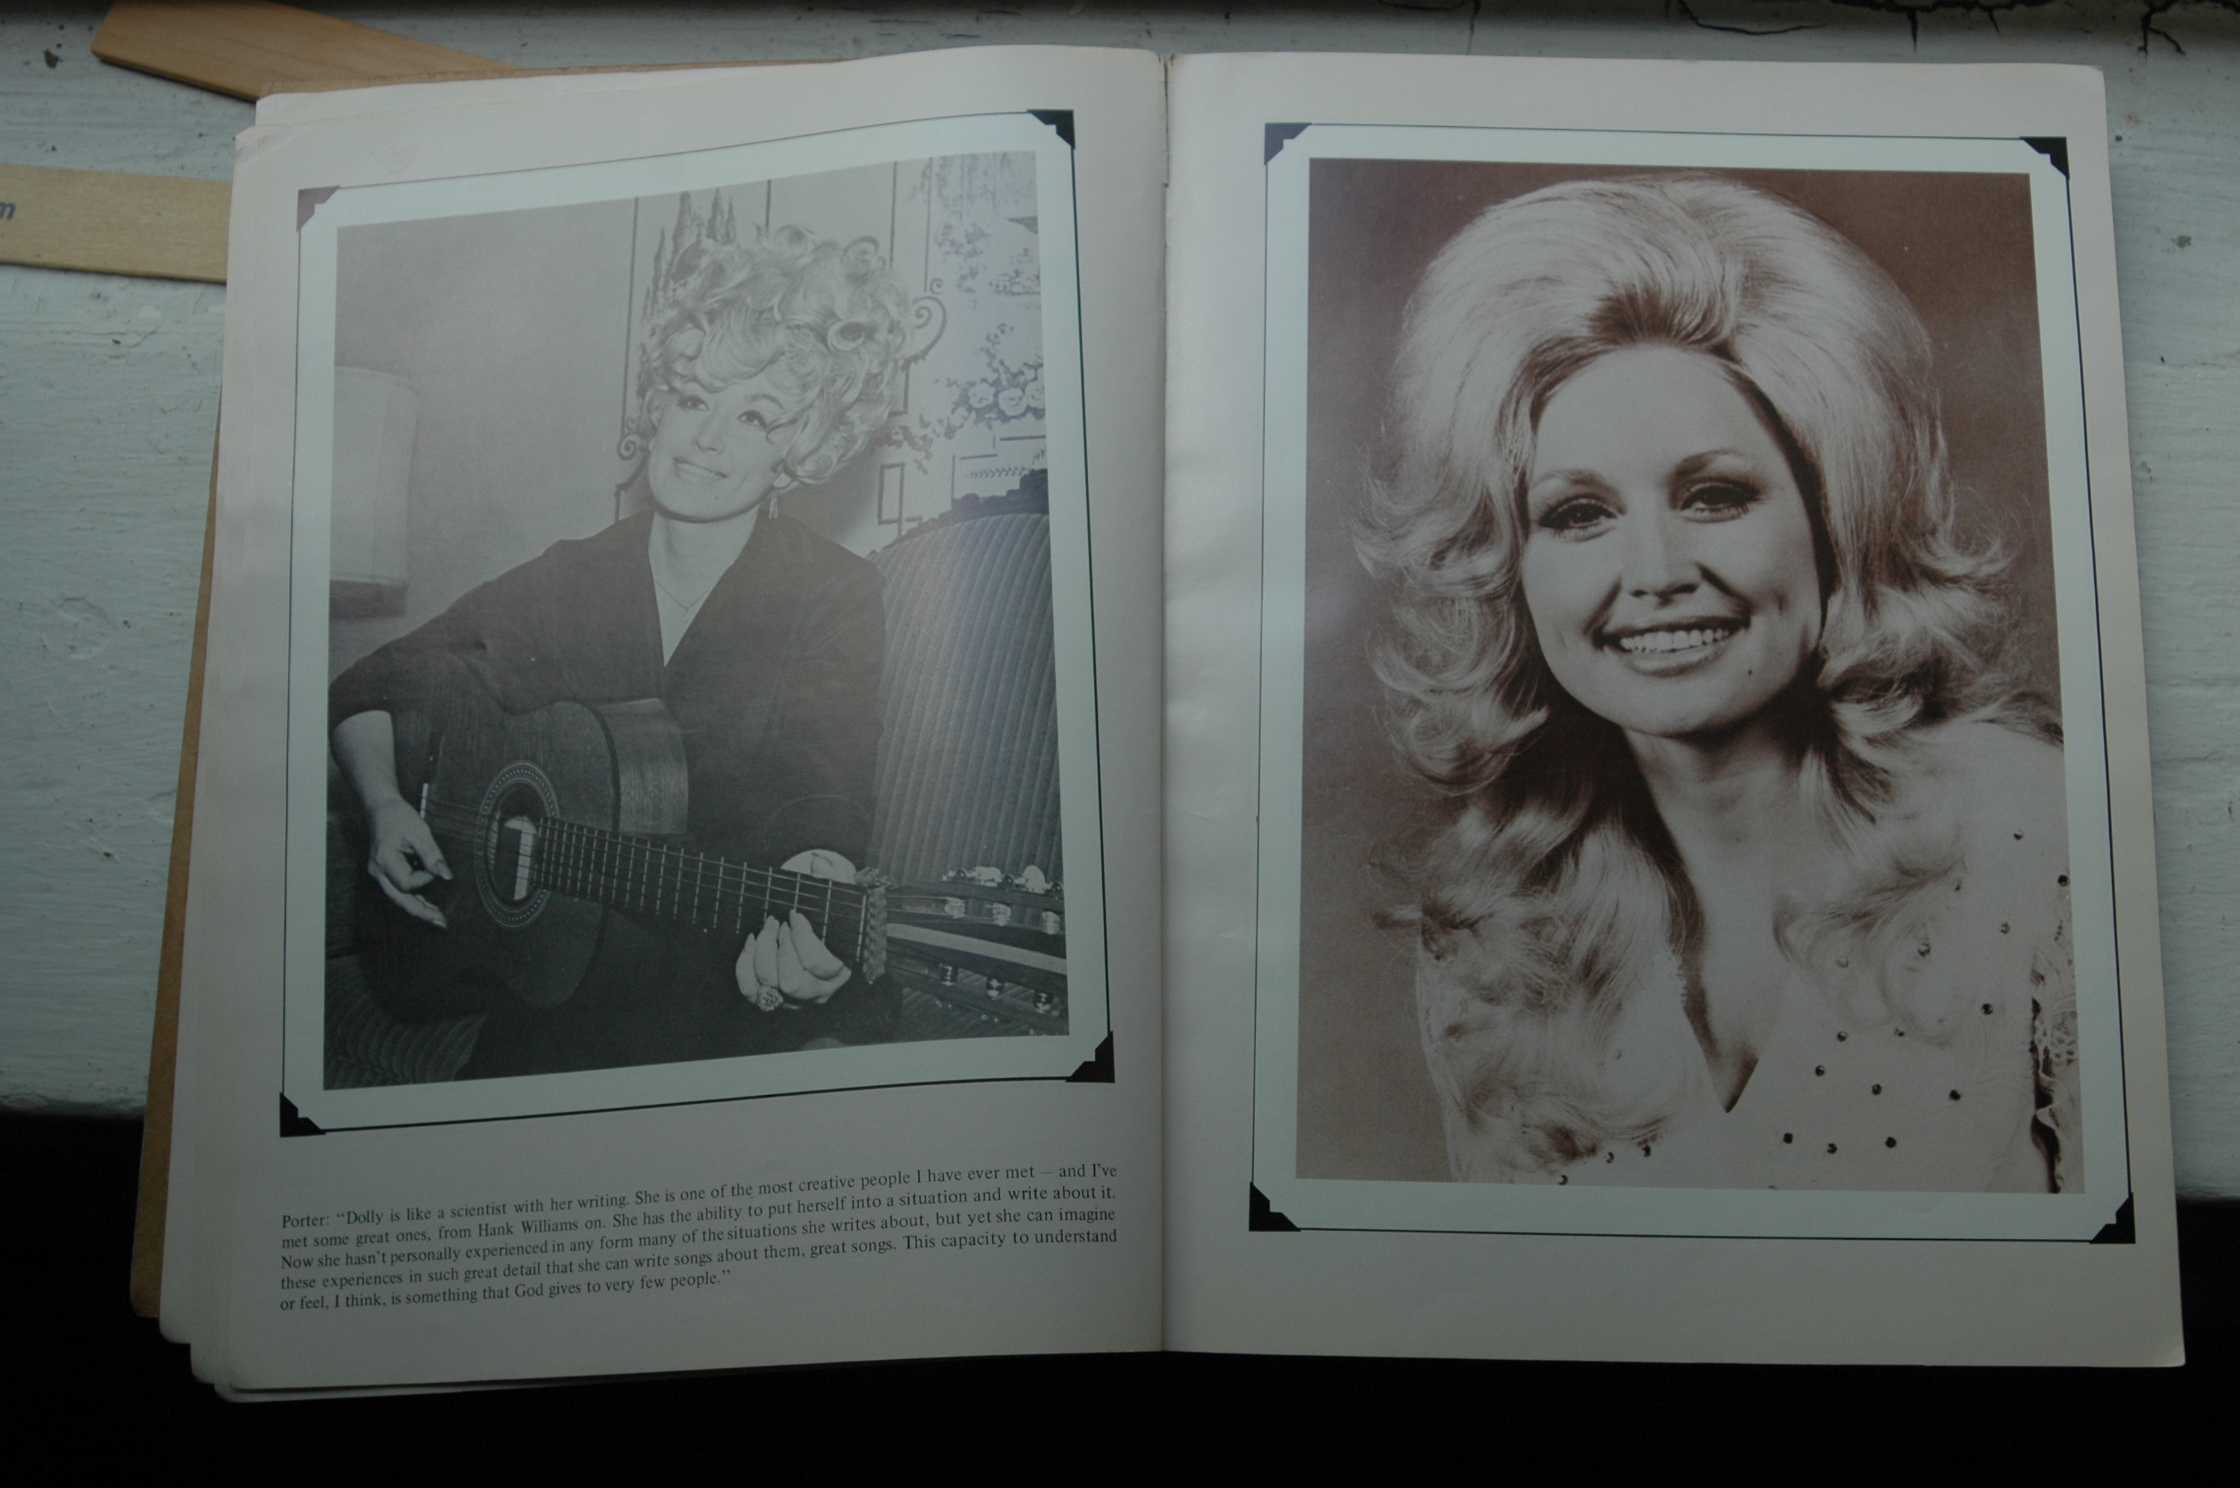 Porter: “Dolly is like a scientist with her writing. She is one of the most creative people I have ever met — and I've
met some great ones, from Hank Williams on. She has the ability to put herself into a situation and write about it.
Now she hasn't personally experienced in any form many of the situations she writes about, but yet she can imagine
these experiences in such great detail that she can write songs about them, great songs. This capacity to understand
or feel, I think, is something that God gives to very few people.”